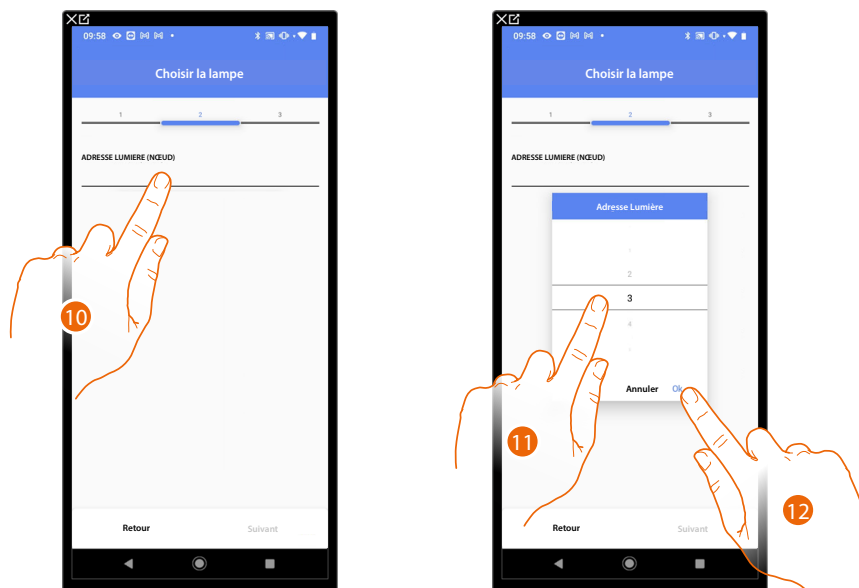 09:58
Choisir la lampe
1 2 3
ADRESSE LUMIERE (NŒUD)
10
Retour Suivant
09:58
Choisir la lampe
1 2 3
ADRESSE LUMIERE (NŒUD)
Adresse Lumière
1
2
3
4
11
Annuler Ok
12
Retour Suivant